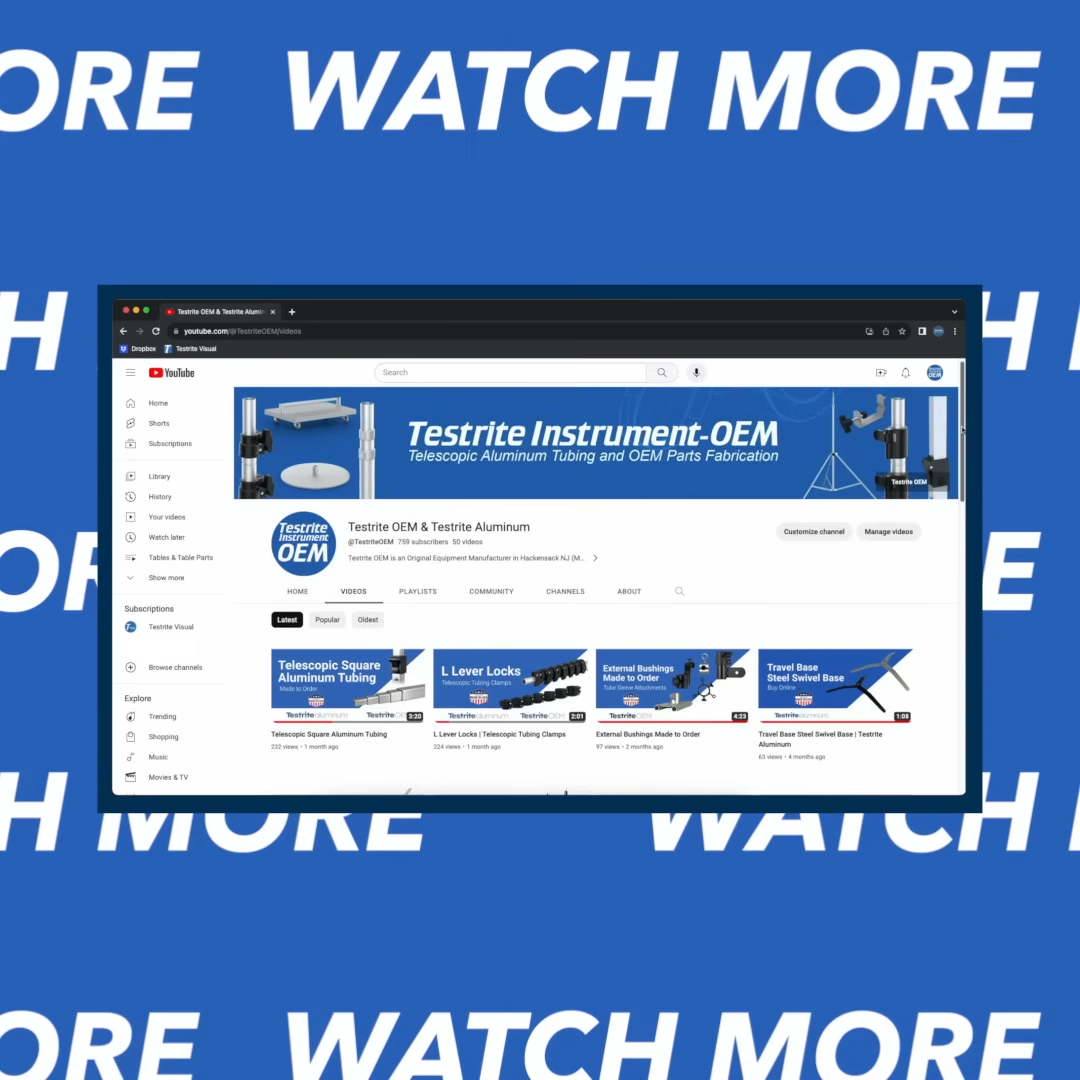 ORE WATCH MORE
H
H
Testrite OEM & Testrite Alumin
youtube.com/@TestriteOEM/videos
Dropbox Testrite Visual
YouTube
Search
Home
Shorts
Subscriptions
Library
History
Your videos
Watch later
Tables & Table Parts
Show more
Subscriptions
Testrite Visual
Browse channels
Explore
Trending
Shopping
Music
Movies & TV
Testrite Instrument-OEM
Telescopic Aluminum Tubing and OEM Parts Fabrication
Testrite OEM
Testrite
Instrument
OEM
Testrite OEM & Testrite Aluminum
@TestriteOEM 759 subscribers 50 videos
Testrite OEM is an Original Equipment Manufacturer in Hackensack NJ (M...
Customize channel Manage videos
HOME VIDEOS PLAYLISTS COMMUNITY CHANNELS ABOUT
Latest Popular Oldest
Telescopic Square
Aluminum Tubing
Made to Order
Testritealuminum TestriteOEM 3:20
Telescopic Square Aluminum Tubing
232 views • 1 month ago
L Lever Locks
Telescopic Tubing Clamps
Testritealuminum TestriteOEM 2:01
L Lever Locks | Telescopic Tubing Clamps
224 views • 1 month ago
External Bushings
Made to Order
Tube Sleeve Attachments
TestriteOEM 4:23
External Bushings Made to Order
97 views • 2 months ago
Travel Base
Steel Swivel Base
Buy Online
Testritealuminum 1:08
Travel Base Steel Swivel Base | Testrite
Aluminum
63 views • 4 months ago
OR E
H MORE WATCH
ORE WATCH MORE